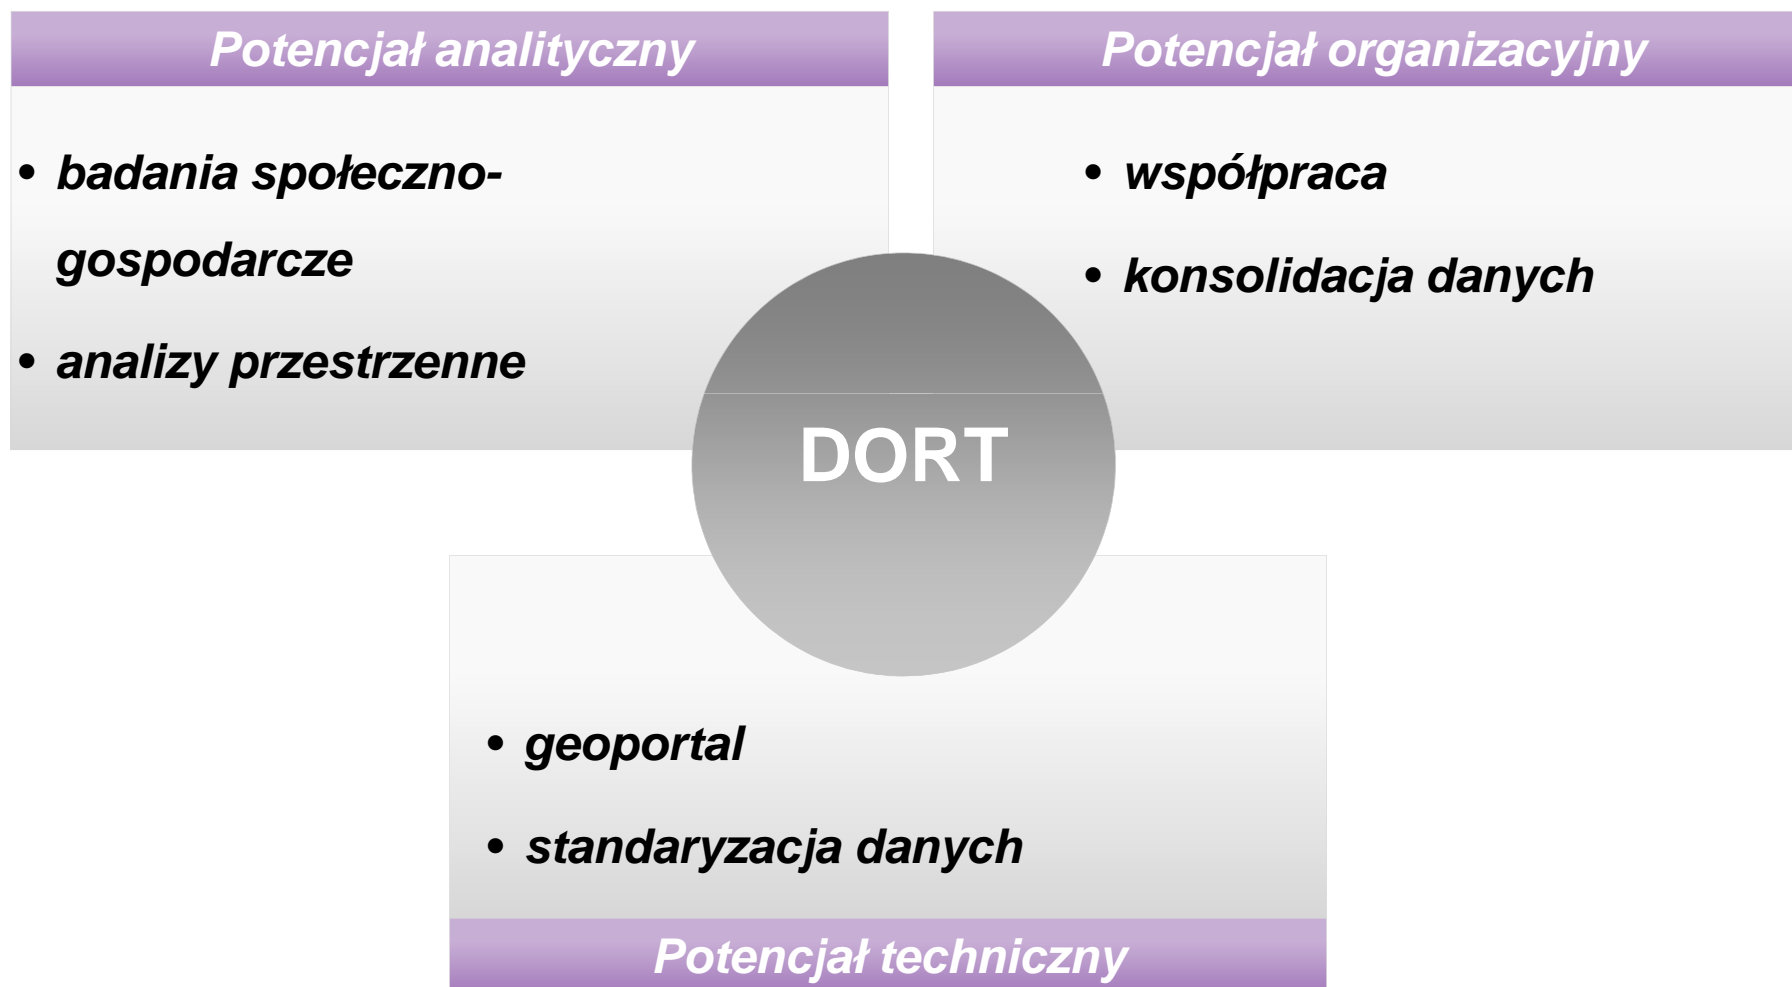 Potencjał analityczny
• badania społeczno-
gospodarcze
• analizy przestrzenne
Potencjał organizacyjny
• współpraca
• konsolidacja danych
DORT
• geoportal
• standaryzacja danych
Potencjał techniczny